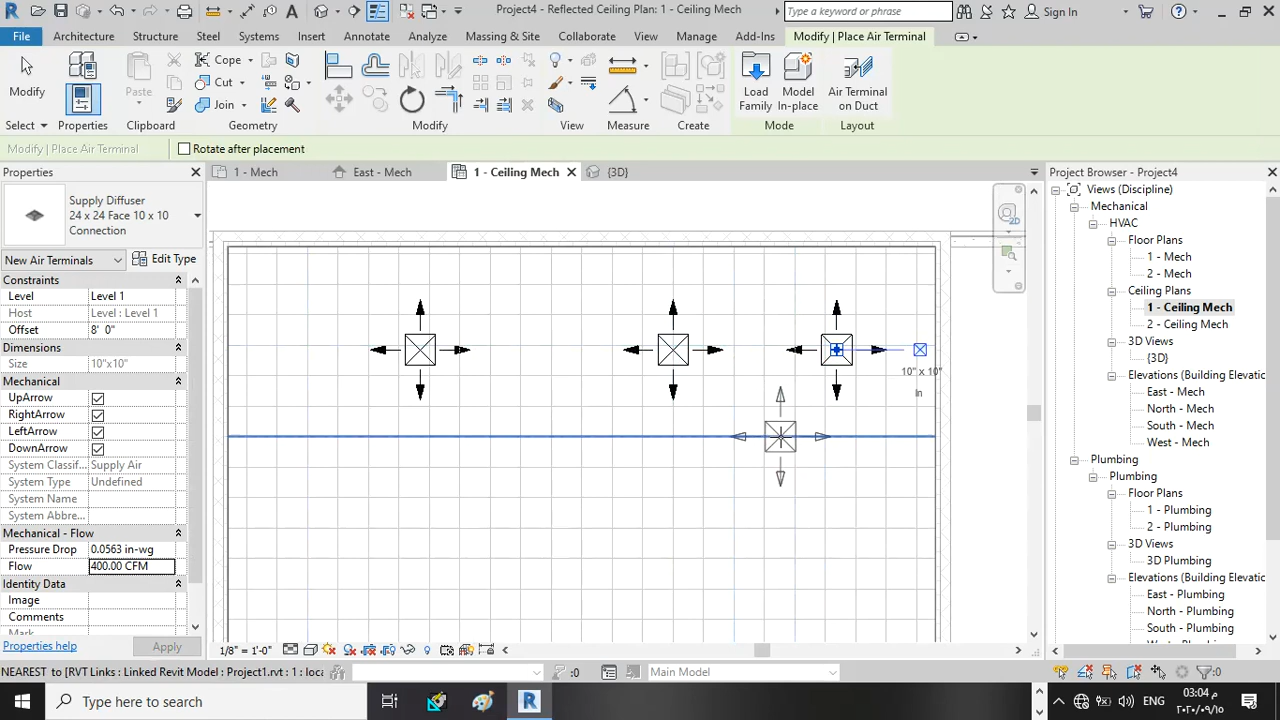 Project4 - Reflected Ceiling Plan: 1 - Ceiling Mech
Type a keyword or phrase
Sign In
File
Architecture
Structure
Steel
Systems
Insert
Annotate
Analyze
Massing & Site
Collaborate
View
Manage
Add-Ins
Modify | Place Air Terminal
Modify
Paste
Cope
Cut
Join
Load Family
Model In-place
Air Terminal on Duct
Select
Properties
Clipboard
Geometry
Modify
View
Measure
Create
Mode
Layout
Modify | Place Air Terminal
Rotate after placement
Properties
1 - Mech
East - Mech
1 - Ceiling Mech
{3D}
Project Browser - Project4
Supply Diffuser
24 x 24 Face 10 x 10
Connection
New Air Terminals
Edit Type
Constraints
Level Level 1
Host Level : Level 1
Offset 8' 0"
Dimensions
Size 10"x10"
Mechanical
UpArrow
RightArrow
LeftArrow
DownArrow
System Classif... Supply Air
System Type Undefined
System Name
System Abbre...
Mechanical - Flow
Pressure Drop 0.0563 in-wg
Flow 400.00 CFM
Identity Data
Image
Comments
Mark
Properties help
Apply
2D
10" x 10"
In
Views (Discipline)
Mechanical
HVAC
Floor Plans
1 - Mech
2 - Mech
Ceiling Plans
1 - Ceiling Mech
2 - Ceiling Mech
3D Views
{3D}
Elevations (Building Elevatic
East - Mech
North - Mech
South - Mech
West - Mech
Plumbing
Plumbing
Floor Plans
1 - Plumbing
2 - Plumbing
3D Views
3D Plumbing
Elevations (Building Elevatic
East - Plumbing
North - Plumbing
South - Plumbing
1/8" = 1'-0"
NEAREST to [RVT Links : Linked Revit Model : Project1.rvt : 1 : loca
:0
Main Model
:0
Type here to search
ENG
03:04 م
٢٠٢٠/٠٩/١٥